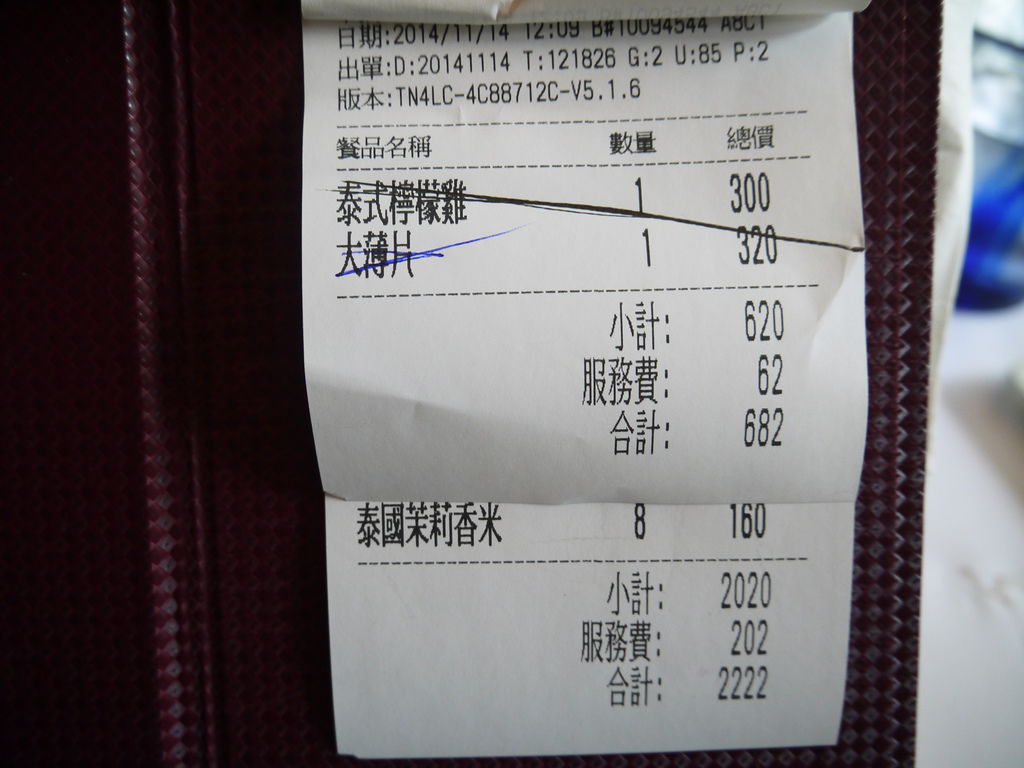 日期:2014/11/14 12:09 B#10094544 A8C1
出單:D:20141114 T:121826 G:2 U:85 P:2
版本:TN4LC-4C88712C-V5.1.6
餐品名稱 數量 總價
泰式檸檬雞 1 300
大薄片 1 320
小計: 620
服務費: 62
合計: 682
泰國茉莉香米 8 160
小計: 2020
服務費: 202
合計: 2222